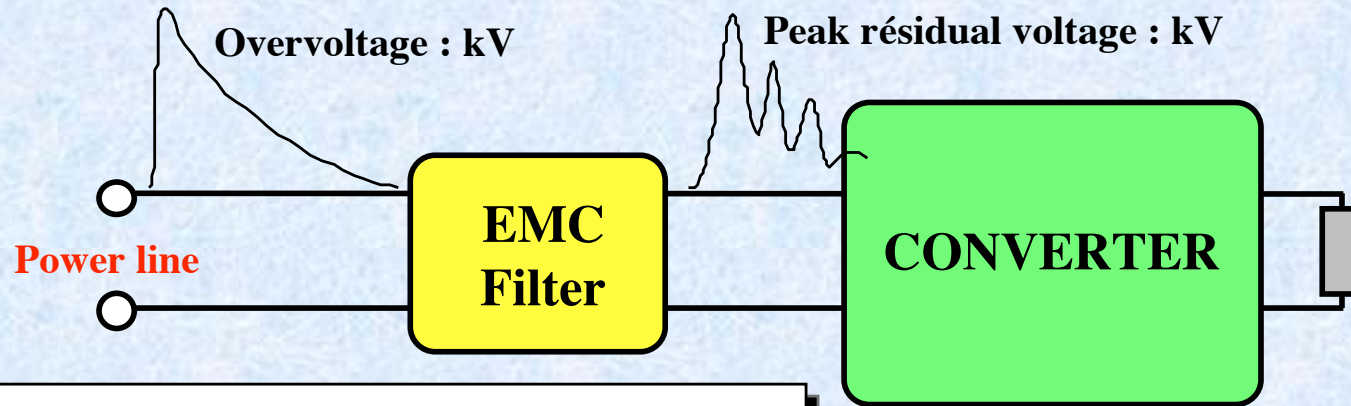 Overvoltage : kV
Peak résidual voltage : kV
EMC
Filter
Power line
CONVERTER